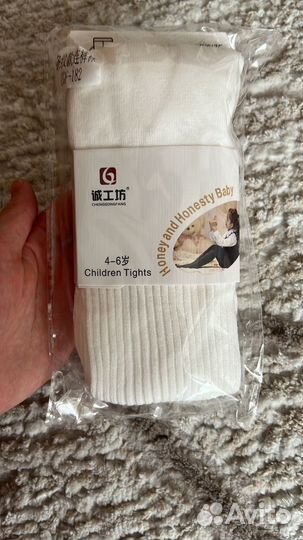 诚工坊®
CHENGGONGFANG
4-6岁
Children Tights
Honey and Honesty Baby
Avito